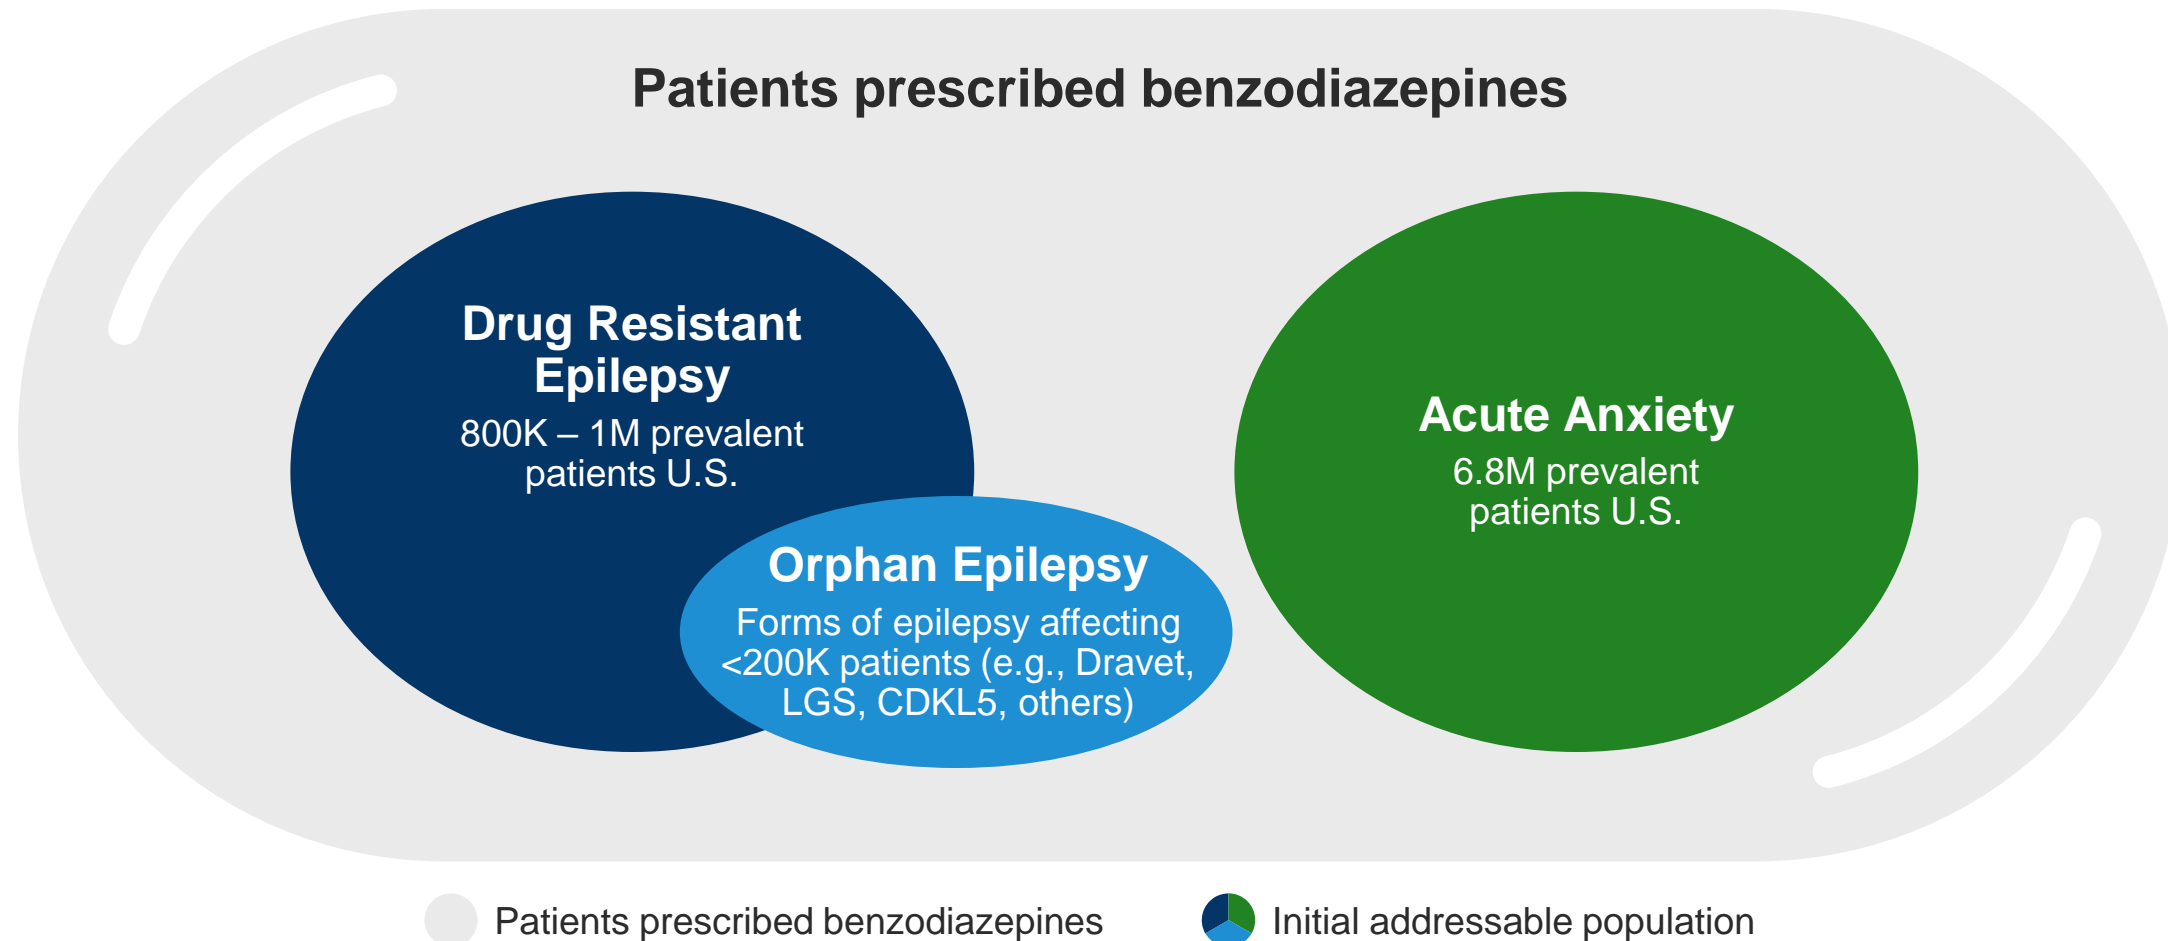 Patients prescribed benzodiazepines
Drug Resistant
Epilepsy
800K – 1M prevalent
patients U.S.
Orphan Epilepsy
Forms of epilepsy affecting
<200K patients (e.g., Dravet,
LGS, CDKL5, others)
Acute Anxiety
6.8M prevalent
patients U.S.
Patients prescribed benzodiazepines
Initial addressable population